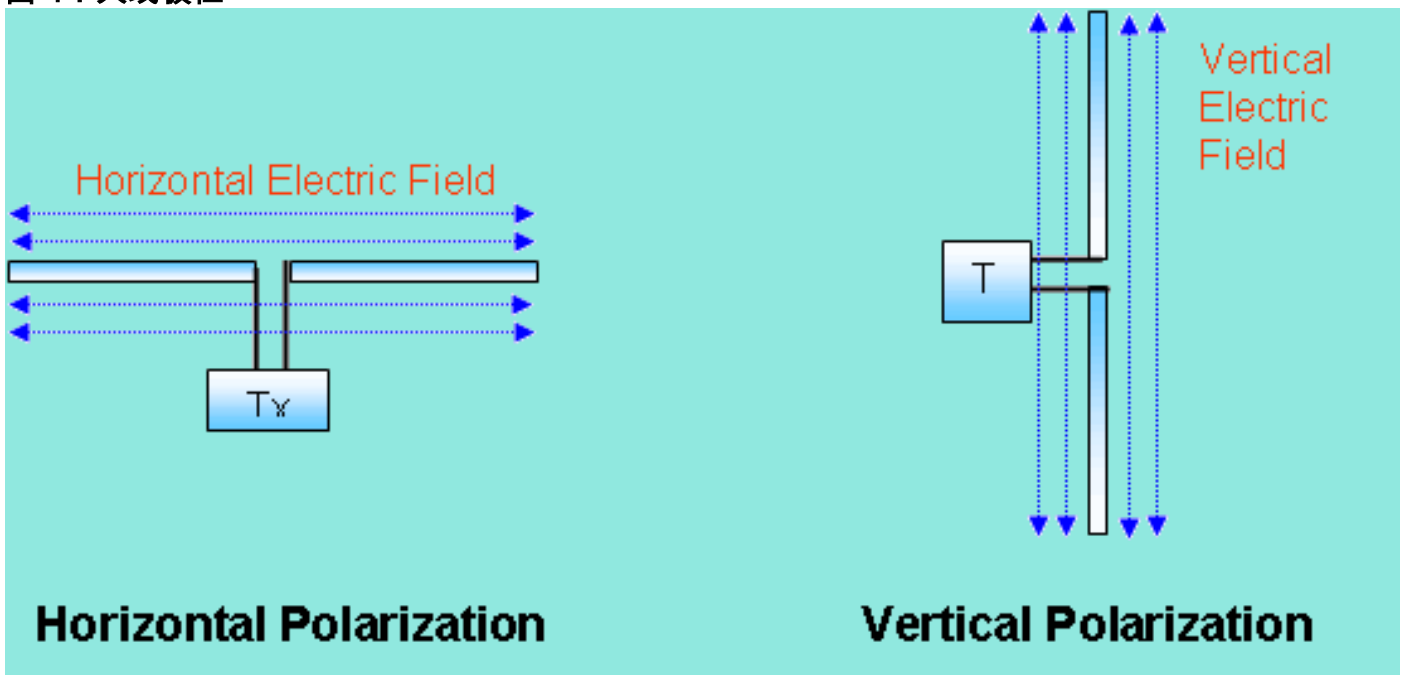 Horizontal Electric Field
Tx
Horizontal Polarization
Vertical
Electric
Field
T
Vertical Polarization